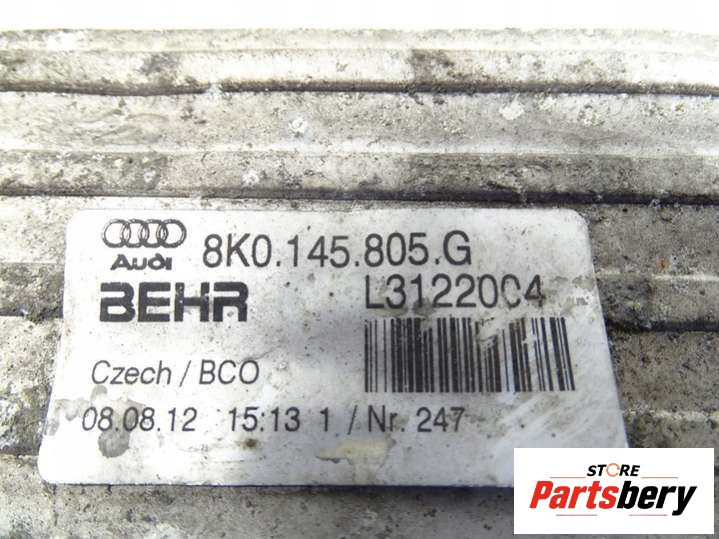 Audi 8K0.145.805.G
BEHR L3122004
Czech / BCO
08.08.12 15:13 1 / Nr. 247
STORE
Partsbery